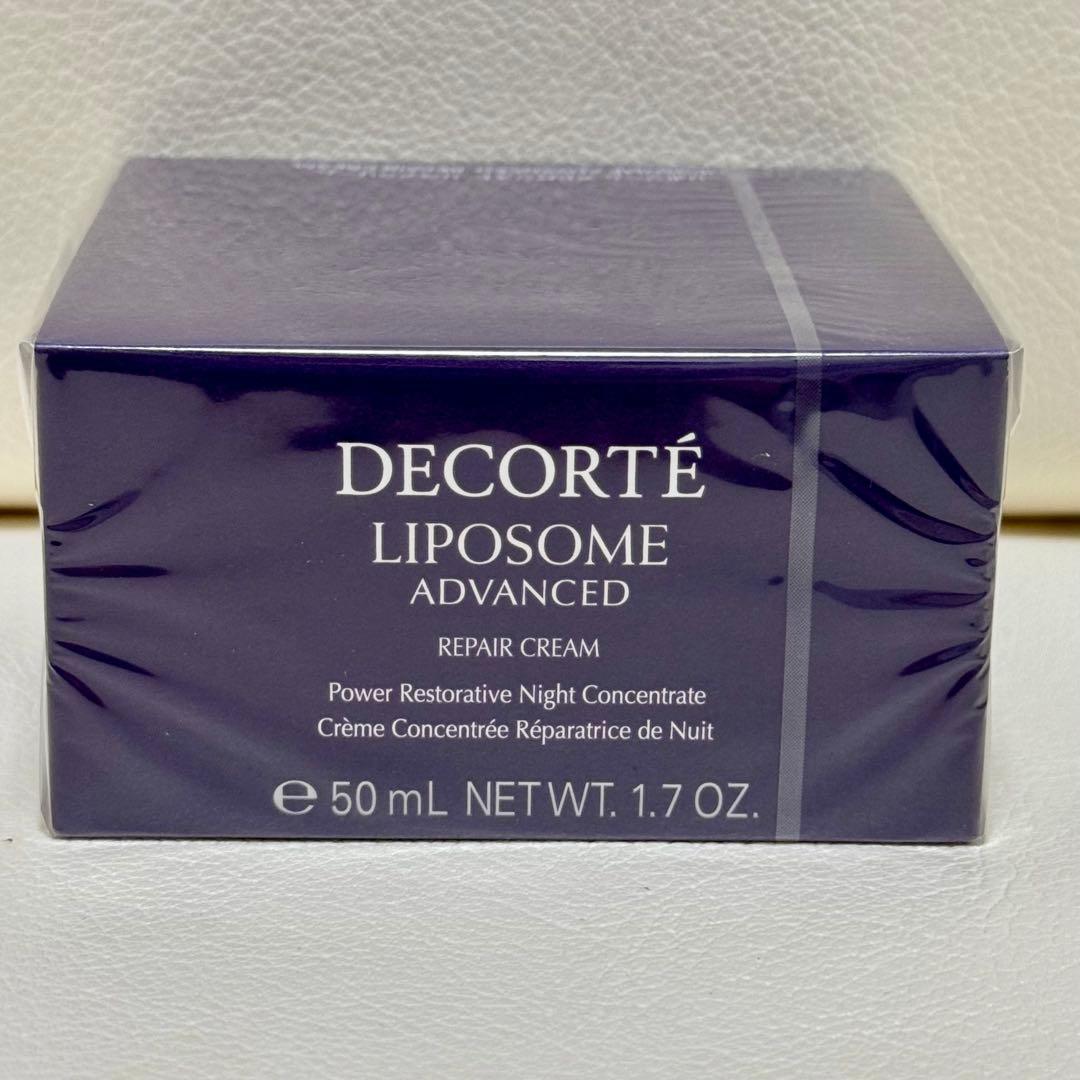 DECORTÉ
LIPOSOME
ADVANCED
REPAIR CREAM
Power Restorative Night Concentrate
Crème Concentrée Réparatrice de Nuit
℮ 50 mL NET WT. 1.7 OZ.